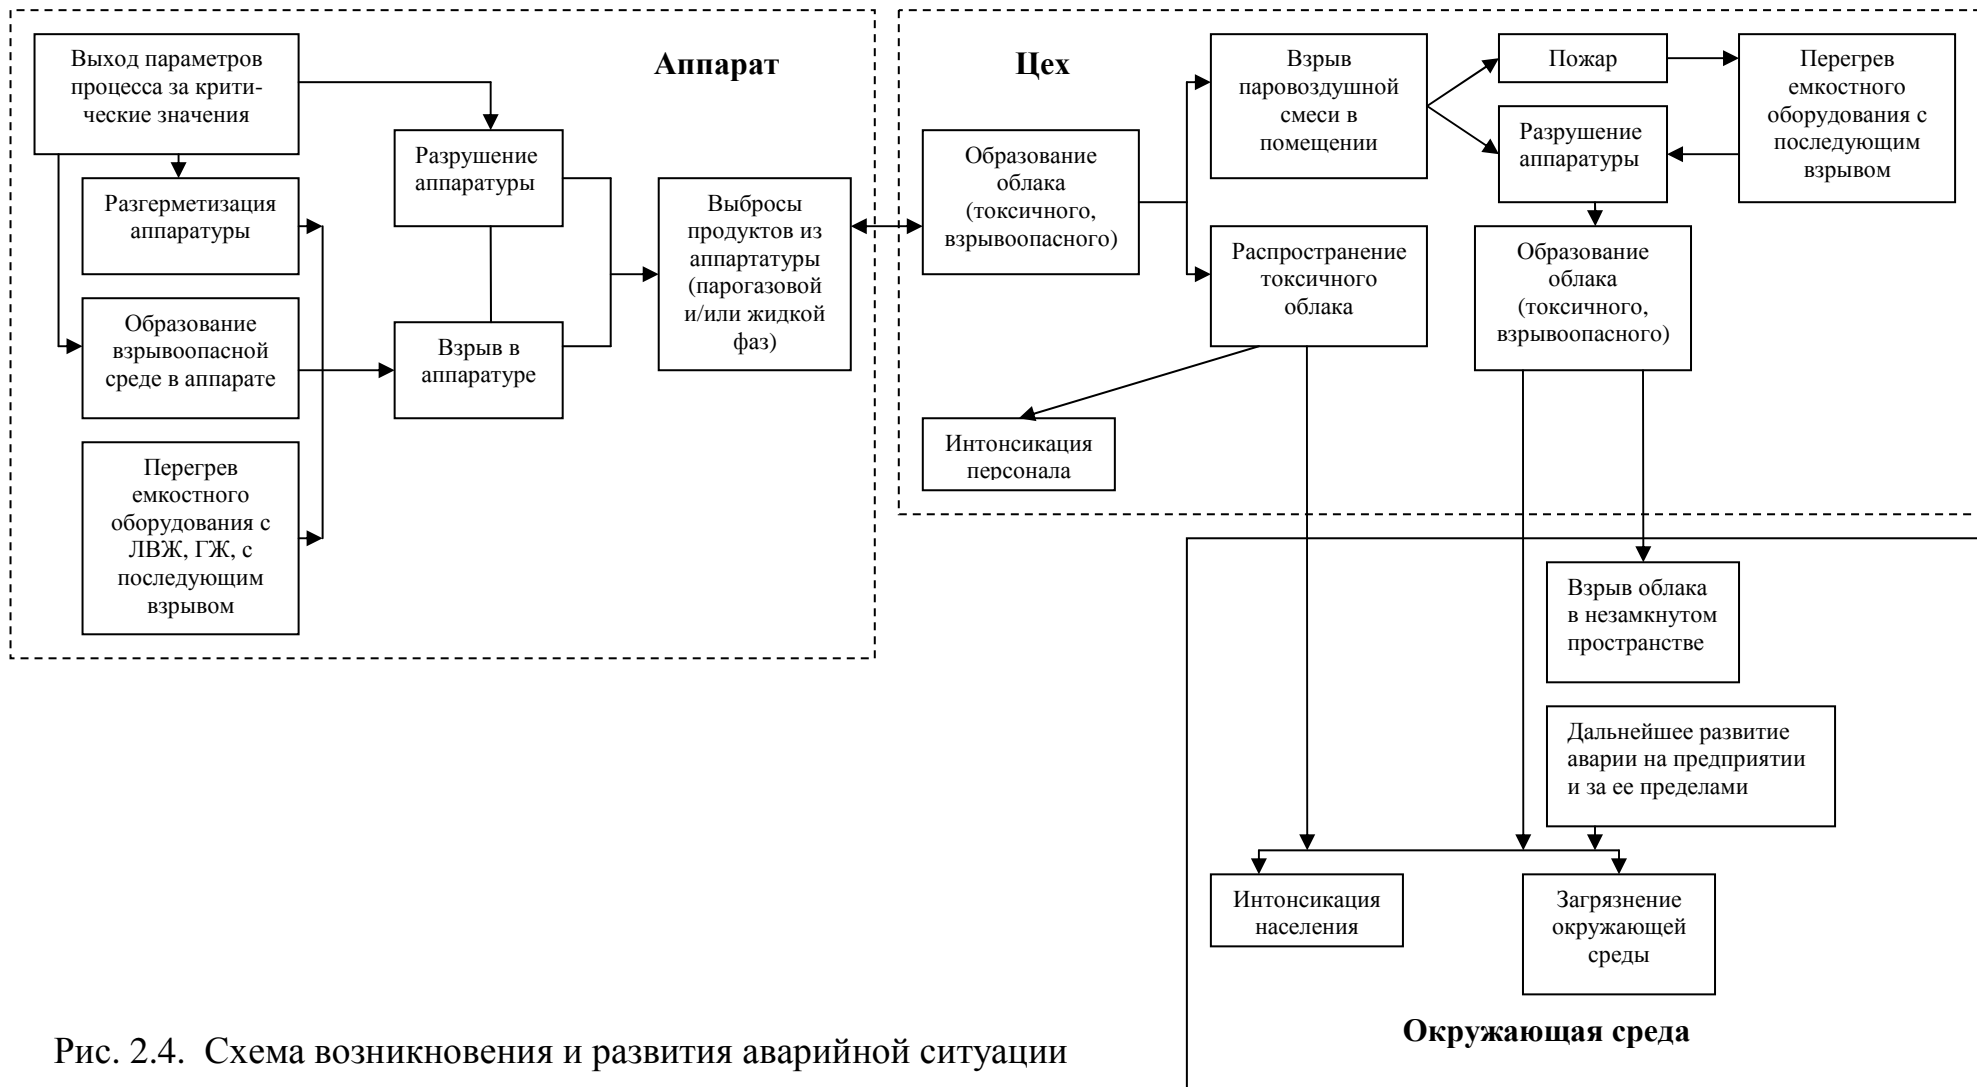 Аппарат
Выход параметров
процесса за крити-
ческие значения
Разрушение
аппаратуры
Разгерметизация
аппаратуры
Выбросы
продуктов из
аппартатуры
(парогазовой
и/или жидкой
фаз)
Образование
взрывоопасной
среде в аппарате
Взрыв в
аппаратуре
Перегрев
емкостного
оборудования с
ЛВЖ, ГЖ, с
последующим
взрывом
Цех
Образование
облака
(токсичного,
взрывоопасного)
Взрыв
паровоздушной
смеси в
помещении
Пожар
Перегрев
емкостного
оборудования с
последующим
взрывом
Разрушение
аппаратуры
Распространение
токсичного
облака
Образование
облака
(токсичного,
взрывоопасного)
Интонсикация
персонала
Взрыв облака
в незамкнутом
пространстве
Дальнейшее развитие
аварии на предприятии
и за ее пределами
Интонсикация
населения
Загрязнение
окружающей
среды
Окружающая среда
Рис. 2.4. Схема возникновения и развития аварийной ситуации